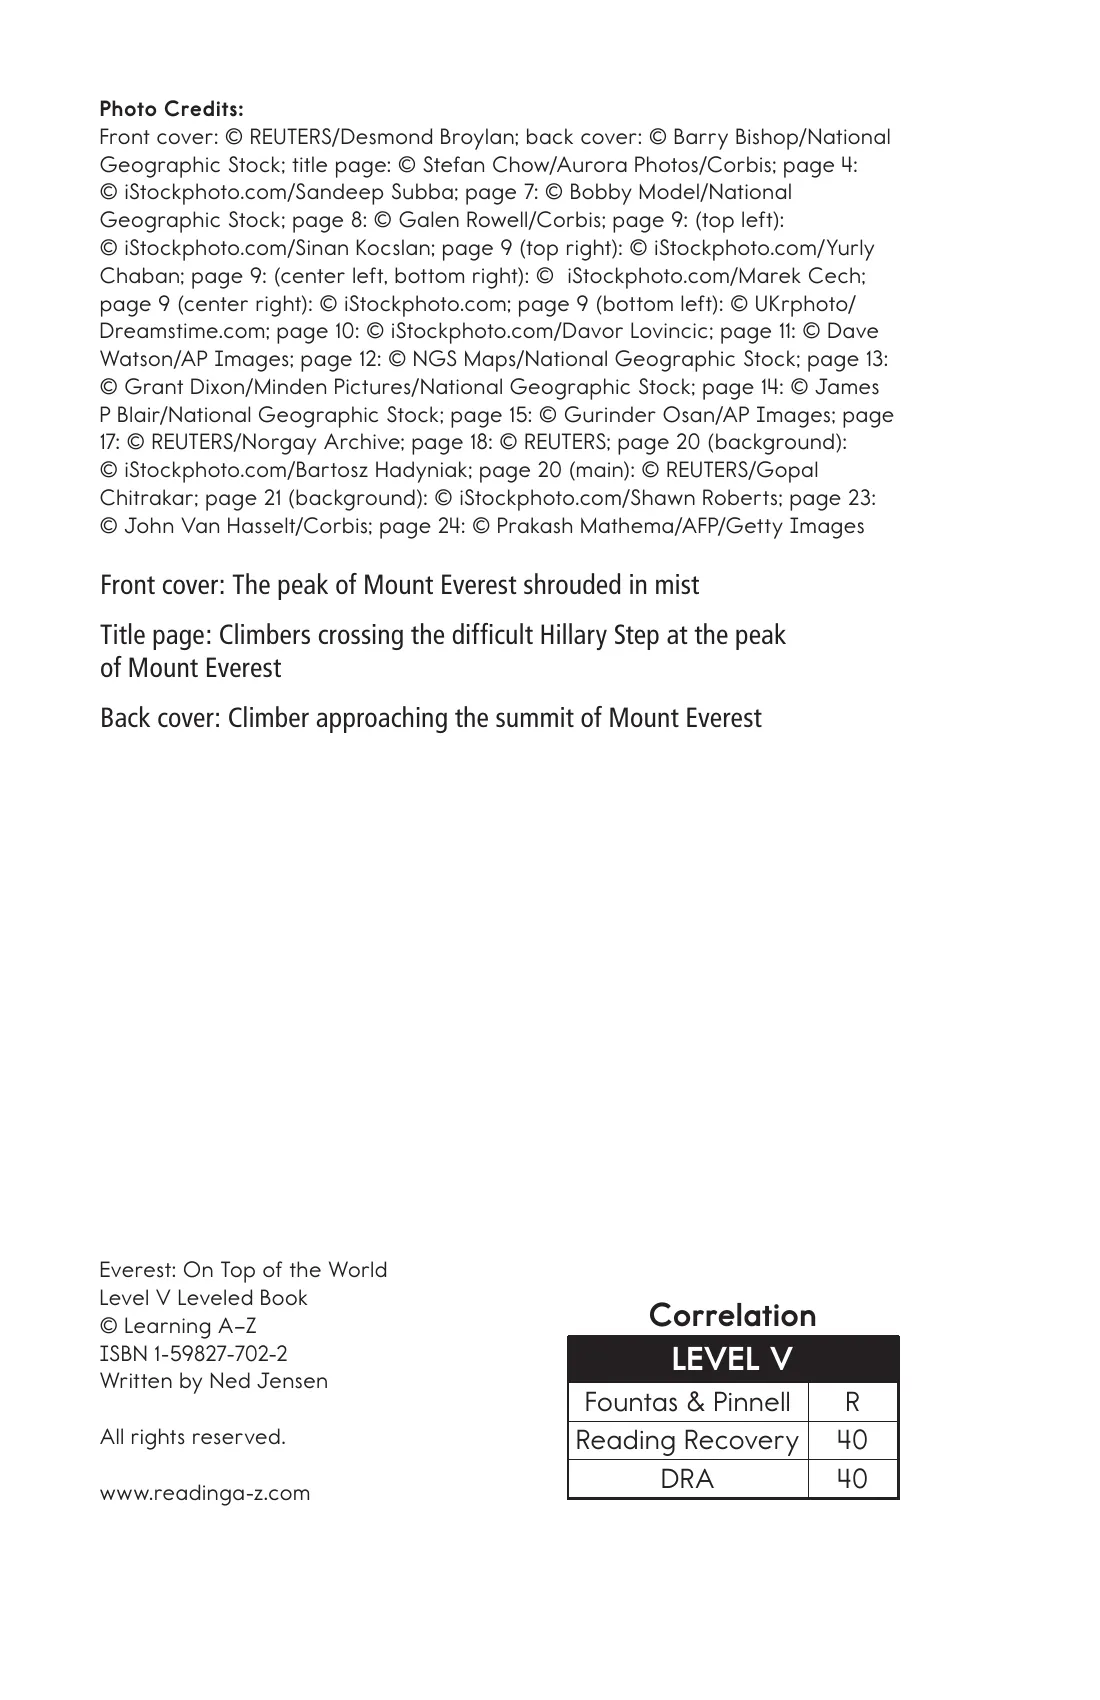 Photo Credits:
Front cover: © REUTERS/Desmond Broylan; back cover: © Barry Bishop/National
Geographic Stock; title page: © Stefan Chow/Aurora Photos/Corbis; page 4:
© iStockphoto.com/Sandeep Subba; page 7: © Bobby Model/National
Geographic Stock; page 8: © Galen Rowell/Corbis; page 9: (top left):
© iStockphoto.com/Sinan Kocslan; page 9 (top right): © iStockphoto.com/Yurly
Chaban; page 9: (center left, bottom right): ©  iStockphoto.com/Marek Cech;
page 9 (center right): © iStockphoto.com; page 9 (bottom left): © UKrphoto/
Dreamstime.com; page 10: © iStockphoto.com/Davor Lovincic; page 11: © Dave
Watson/AP Images; page 12: © NGS Maps/National Geographic Stock; page 13:
© Grant Dixon/Minden Pictures/National Geographic Stock; page 14: © James
P Blair/National Geographic Stock; page 15: © Gurinder Osan/AP Images; page
17: © REUTERS/Norgay Archive; page 18: © REUTERS; page 20 (background):
© iStockphoto.com/Bartosz Hadyniak; page 20 (main): © REUTERS/Gopal
Chitrakar; page 21 (background): © iStockphoto.com/Shawn Roberts; page 23:
© John Van Hasselt/Corbis; page 24: © Prakash Mathema/AFP/Getty Images
Front cover: The peak of Mount Everest shrouded in mist
Title page: Climbers crossing the difficult Hillary Step at the peak
of Mount Everest
Back cover: Climber approaching the summit of Mount Everest
Everest: On Top of the World
Level V Leveled Book
© Learning A–Z
ISBN 1-59827-702-2
Written by Ned Jensen
All rights reserved.
www.readinga-z.com
Correlation
LEVEL V
Fountas & Pinnell R
Reading Recovery 40
DRA 40